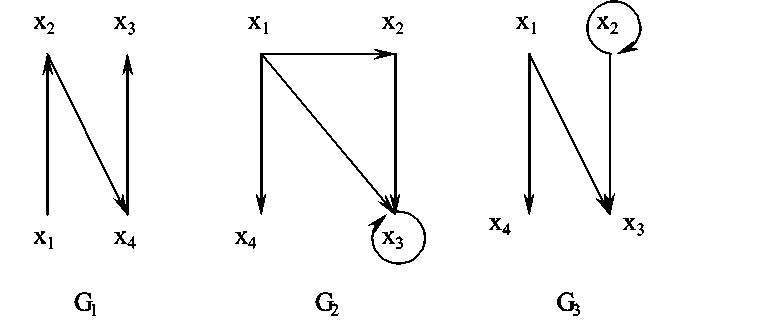 x₂ x₃ x₁ x₂ x₁ x₂
x₁ x₄ x₄ x₃ x₄ x₃
G₁ G₂ G₃